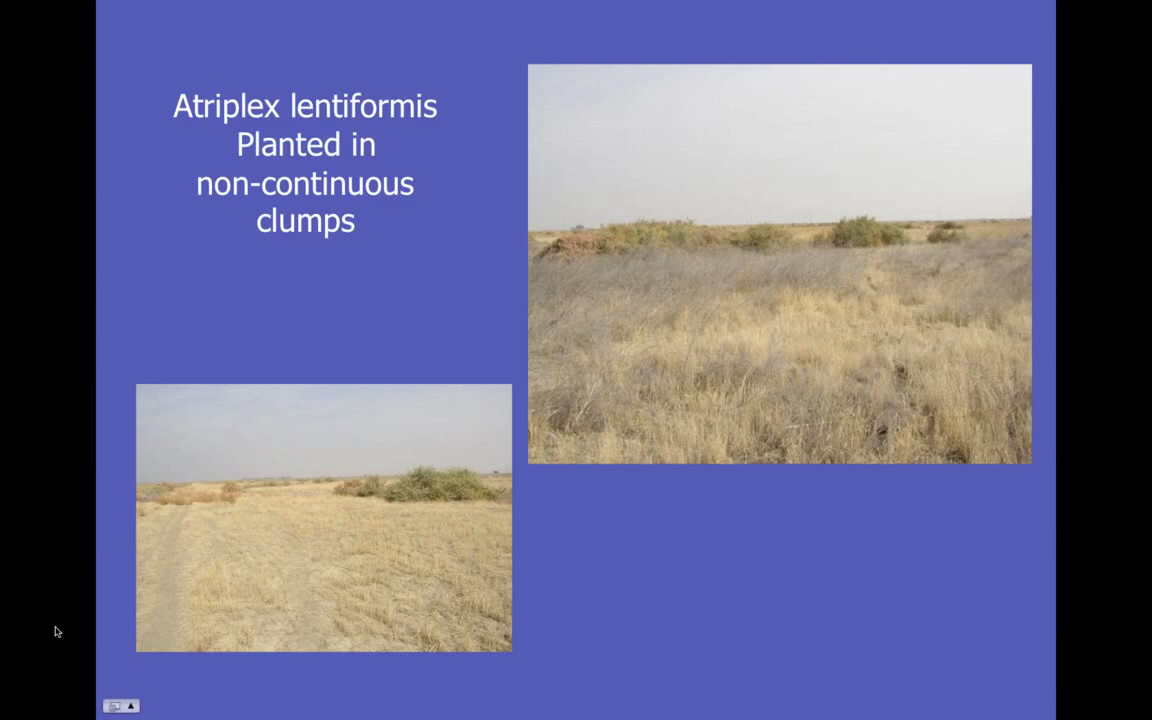 Atriplex lentiformis
Planted in
non-continuous
clumps